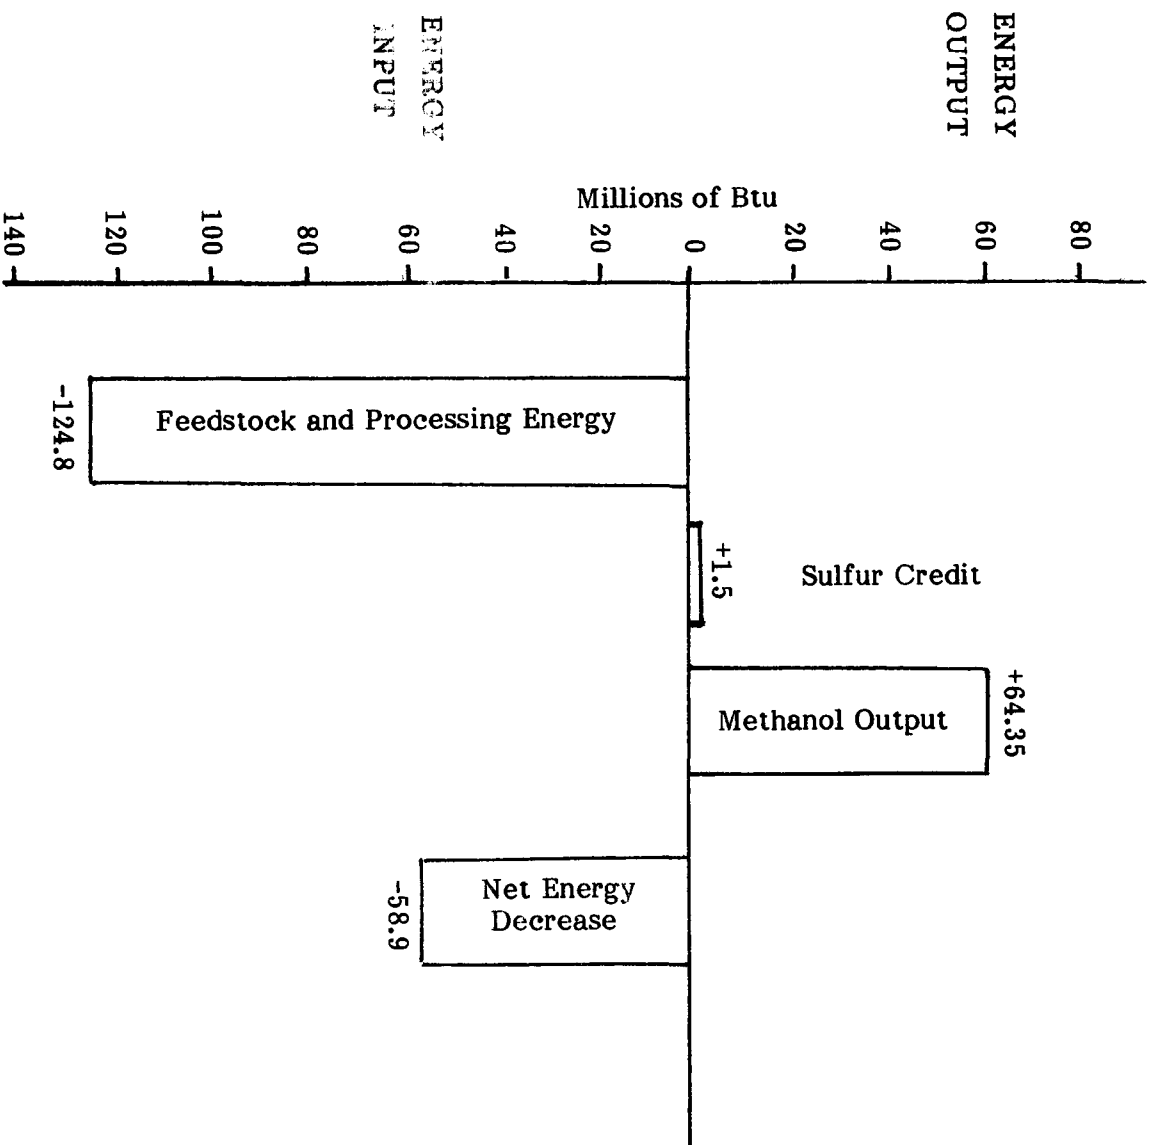 ENERGY
OUTPUT
ENERGY
INPUT
Millions of Btu
140
120
100
80
60
40
20
0
20
40
60
80
Feedstock and Processing Energy
-124.8
+1.5
Sulfur Credit
+64.35
Methanol Output
Net Energy
Decrease
-58.9